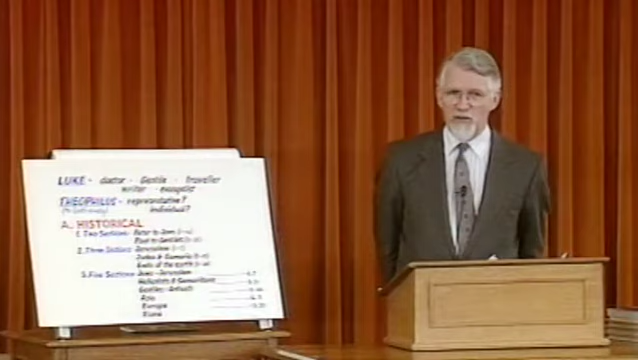 LUKE - doctor - Gentile - traveller
writer - evangelist
THEOPHILUS - representative?
individual?
A. HISTORICAL
1. Two Sections - Peter to Jews
Paul to Gentiles
2. Three Sections - Jerusalem
Judea & Samaria
Ends of the earth
3. Five Sections - Jews - Jerusalem
Hellenists & Samaritans
Gentiles - Antioch
Asia
Europe
Rome